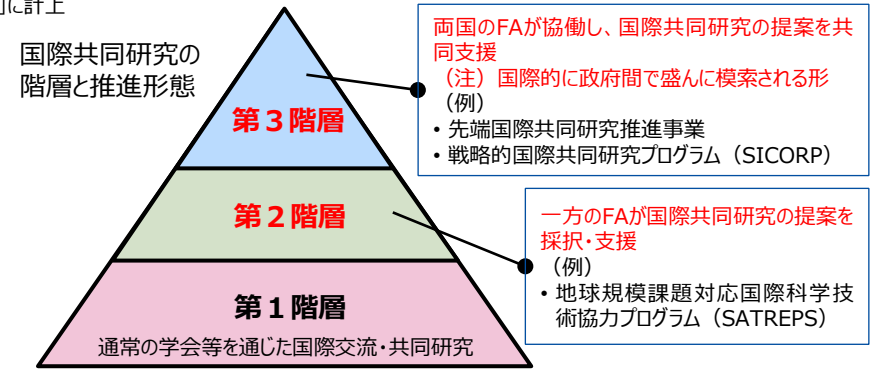 に計上
国際共同研究の
階層と推進形態
両国のFAが協働し、国際共同研究の提案を共
同支援
（注）国際的に政府間で盛んに模索される形
（例）
• 先端国際共同研究推進事業
• 戦略的国際共同研究プログラム（SICORP）
第３階層
第２階層
一方のFAが国際共同研究の提案を
採択・支援
（例）
• 地球規模課題対応国際科学技
術協力プログラム（SATREPS）
第１階層
通常の学会等を通じた国際交流・共同研究